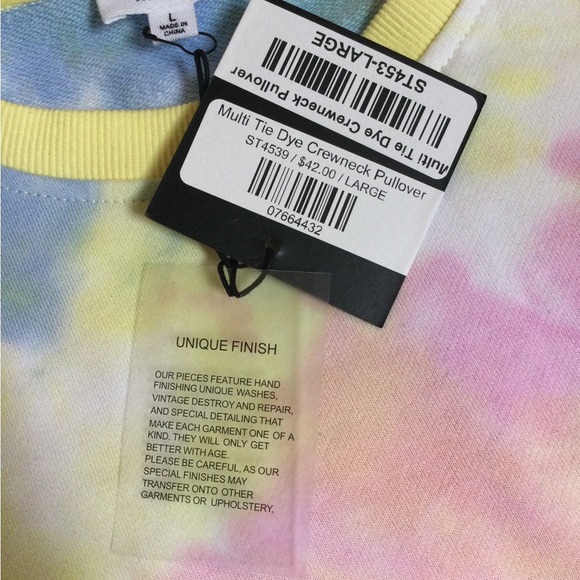 L
MADE IN
CHINA
ST453-LARGE
Multi Tie Dye Crewneck Pullover
Multi Tie Dye Crewneck Pullover
ST4539 / $42.00 / LARGE
07664432
UNIQUE FINISH
OUR PIECES FEATURE HAND
FINISHING UNIQUE WASHES,
VINTAGE DESTROY AND REPAIR,
AND SPECIAL DETAILING THAT
MAKE EACH GARMENT ONE OF A
KIND. THEY WILL ONLY GET
BETTER WITH AGE.
PLEASE BE CAREFUL, AS OUR
SPECIAL FINISHES MAY
TRANSFER ONTO OTHER
GARMENTS OR UPHOLSTERY.